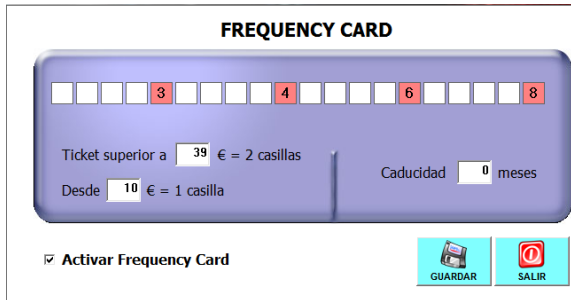 FREQUENCY CARD
3 4 6 8
Ticket superior a 39 € = 2 casillas
Desde 10 € = 1 casilla
Caducidad 0 meses
Activar Frequency Card
GUARDAR
SALIR